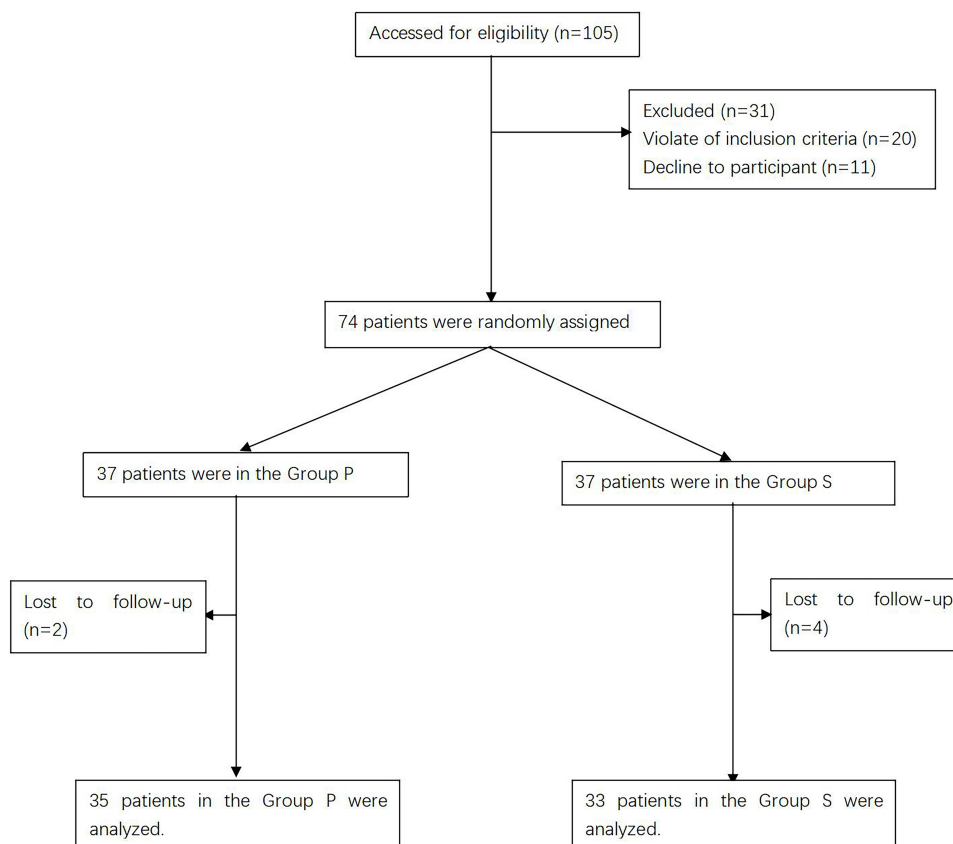 Accessed for eligibility (n=105)
Excluded (n=31)
Violate of inclusion criteria (n=20)
Decline to participant (n=11)
74 patients were randomly assigned
37 patients were in the Group P
37 patients were in the Group S
Lost to follow-up
(n=2)
Lost to follow-up
(n=4)
35 patients in the Group P were
analyzed.
33 patients in the Group S were
analyzed.